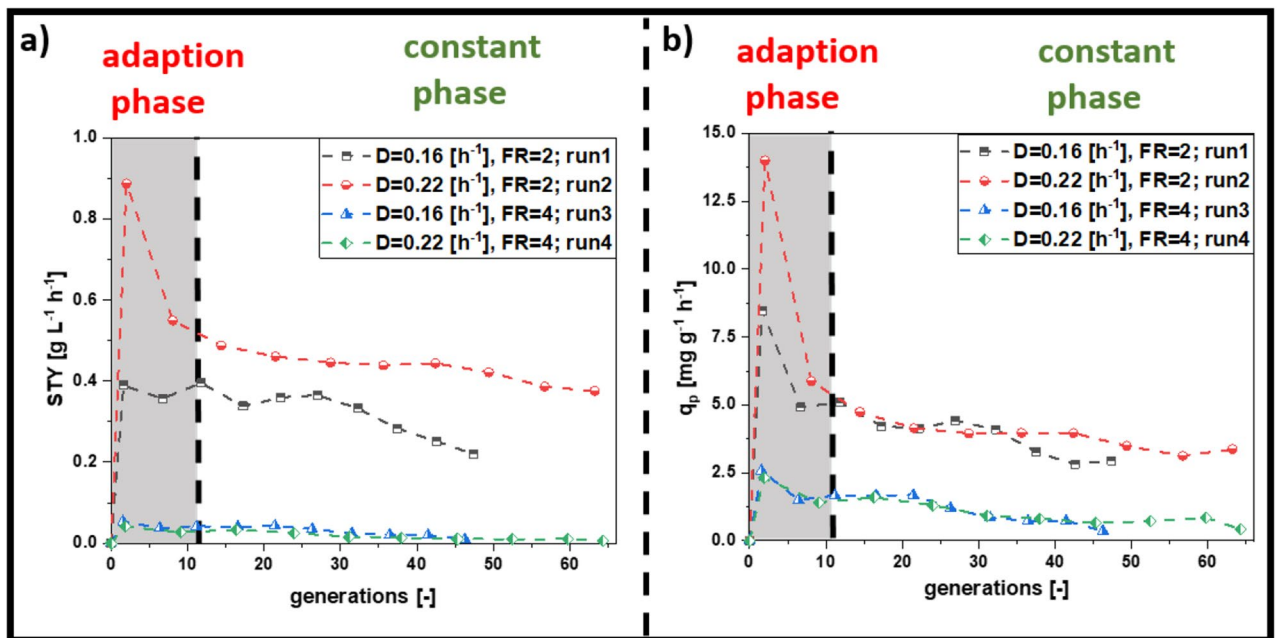 a)
adaption
phase
constant
phase
D=0.16 [h⁻¹], FR=2; run1
D=0.22 [h⁻¹], FR=2; run2
D=0.16 [h⁻¹], FR=4; run3
D=0.22 [h⁻¹], FR=4; run4
STY [g L⁻¹ h⁻¹]
1.0
0.8
0.6
0.4
0.2
0.0
0 10 20 30 40 50 60
generations [-]
b)
adaption
phase
constant
phase
D=0.16 [h⁻¹], FR=2; run1
D=0.22 [h⁻¹], FR=2; run2
D=0.16 [h⁻¹], FR=4; run3
D=0.22 [h⁻¹], FR=4; run4
qₚ [mg g⁻¹ h⁻¹]
15.0
12.5
10.0
7.5
5.0
2.5
0.0
0 10 20 30 40 50 60
generations [-]